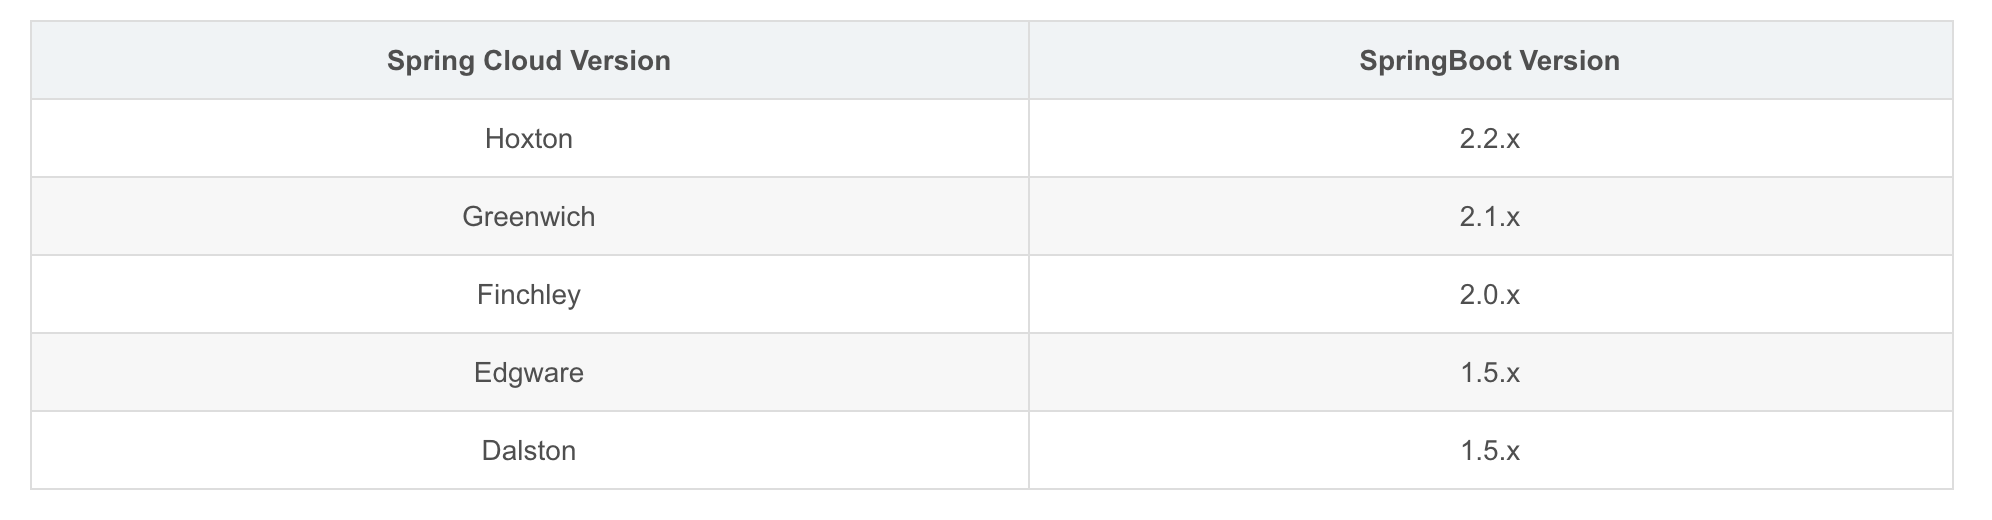 Spring Cloud Version SpringBoot Version
Hoxton 2.2.x
Greenwich 2.1.x
Finchley 2.0.x
Edgware 1.5.x
Dalston 1.5.x